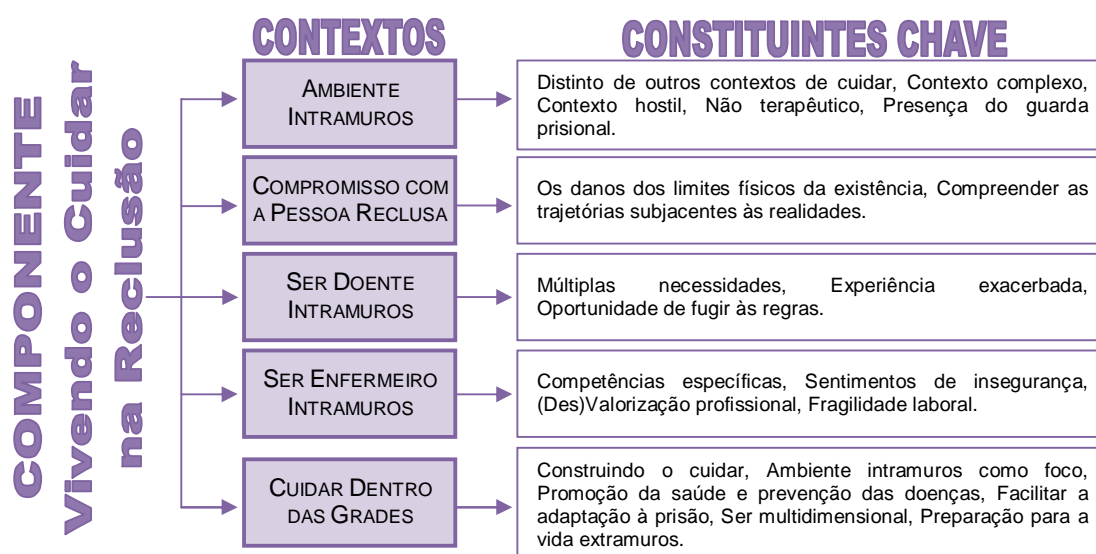 COMPONENTE
Vivendo o Cuidar
na Reclusão
CONTEXTOS
CONSTITUINTES CHAVE
AMBIENTE
INTRAMUROS
Distinto de outros contextos de cuidar, Contexto complexo,
Contexto hostil, Não terapêutico, Presença do guarda
prisional.
COMPROMISSO COM
A PESSOA RECLUSA
Os danos dos limites físicos da existência, Compreender as
trajetórias subjacentes às realidades.
SER DOENTE
INTRAMUROS
Múltiplas necessidades, Experiência exacerbada,
Oportunidade de fugir às regras.
SER ENFERMEIRO
INTRAMUROS
Competências específicas, Sentimentos de insegurança,
(Des)Valorização profissional, Fragilidade laboral.
CUIDAR DENTRO
DAS GRADES
Construindo o cuidar, Ambiente intramuros como foco,
Promoção da saúde e prevenção das doenças, Facilitar a
adaptação à prisão, Ser multidimensional, Preparação para a
vida extramuros.